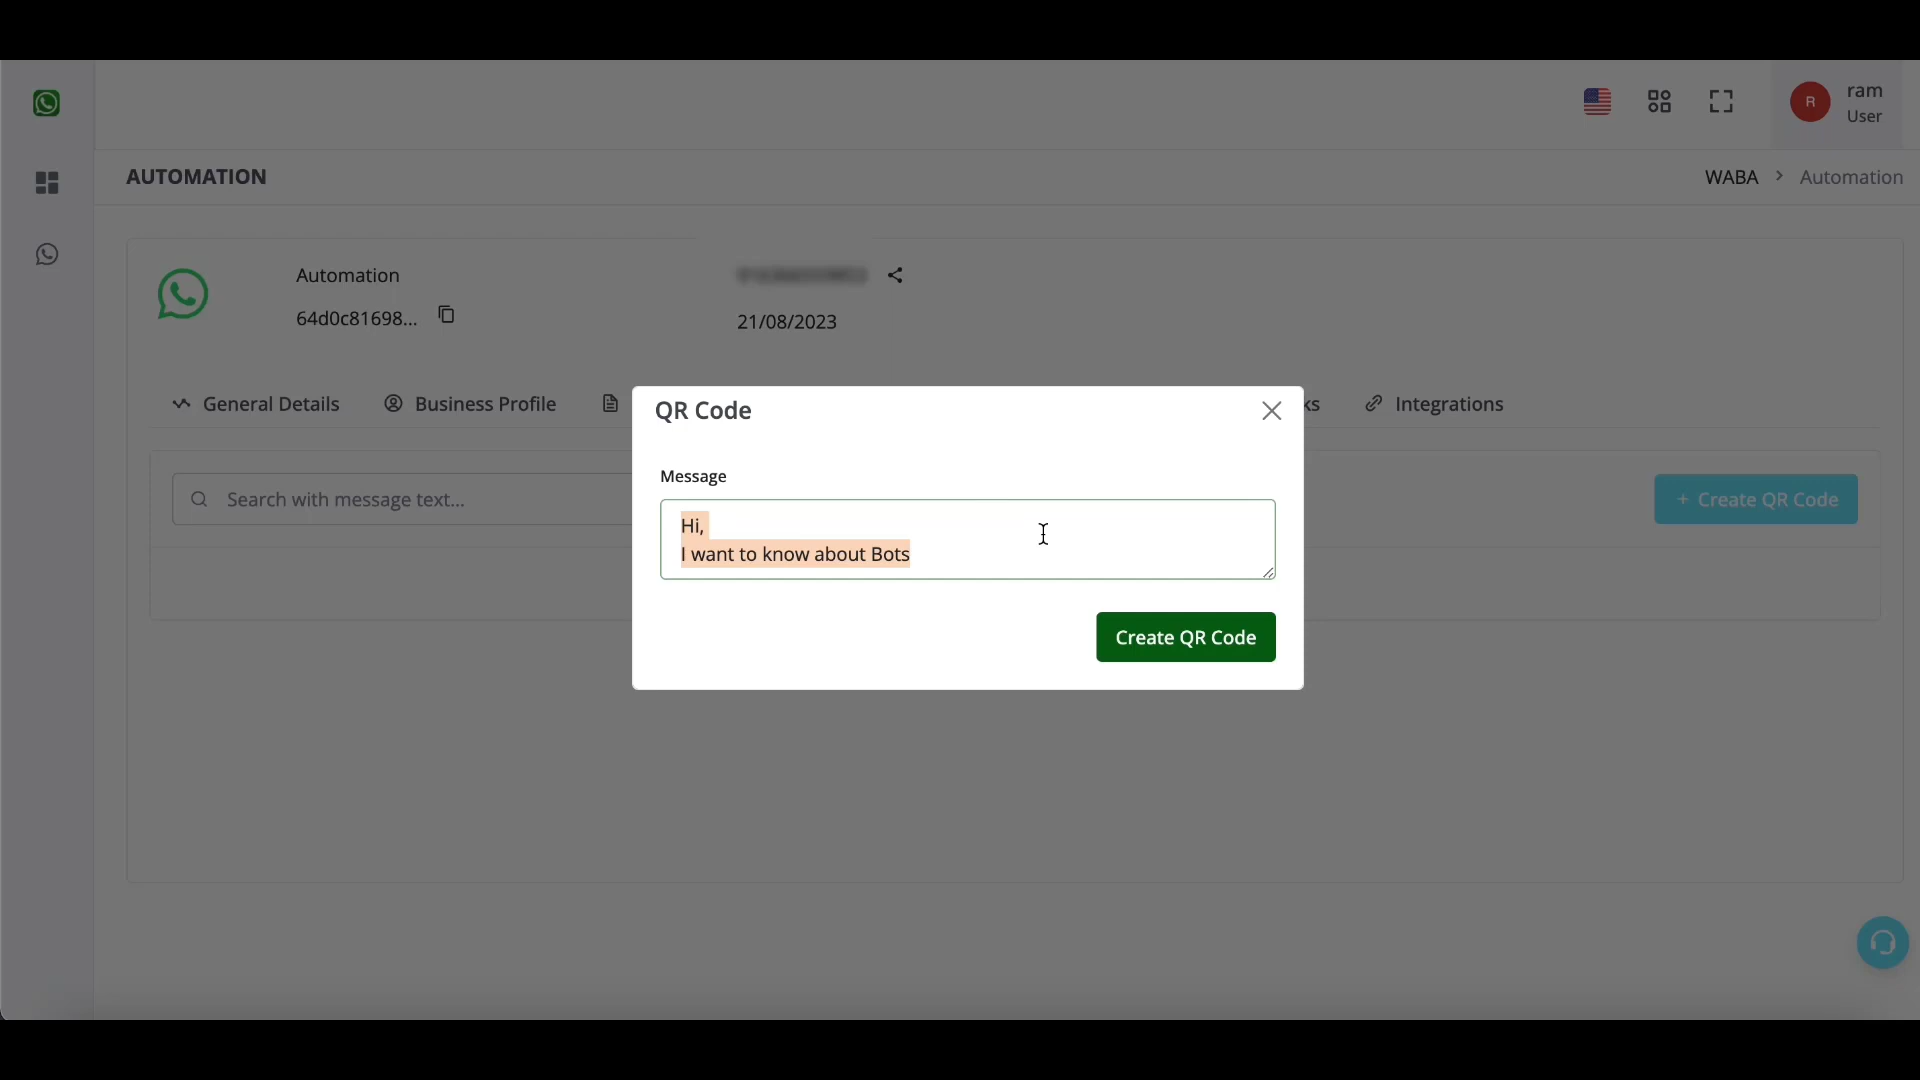 R
ram
User
AUTOMATION
WABA > Automation
Automation
64d0c81698...
21/08/2023
General Details
Business Profile
ks
Integrations
QR Code
Message
Hi,
I want to know about Bots
Create QR Code
Search with message text...
+ Create QR Code